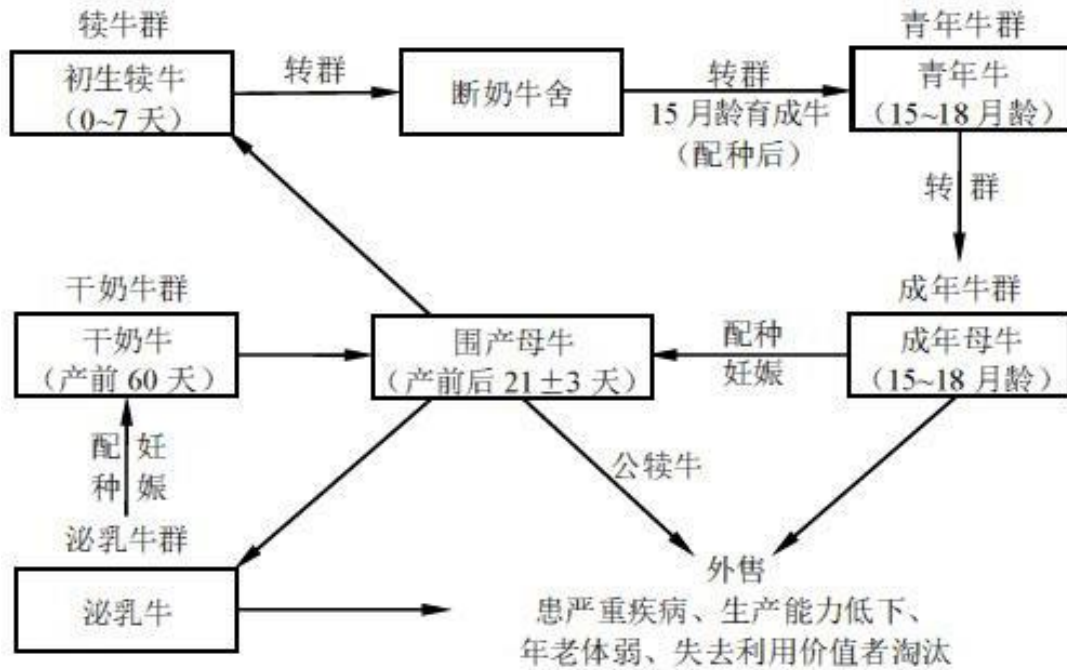 犊牛群
初生犊牛
（0~7 天）
转群
断奶牛舍
转群
15 月龄育成牛
（配种后）
青年牛群
青年牛
（15~18 月龄）
转 群
干奶牛群
干奶牛
（产前 60 天）
围产母牛
（产前后 21±3 天）
配种
妊娠
成年牛群
成年母牛
（15~18 月龄）
配 妊
种 娠
公犊牛
泌乳牛群
泌乳牛
外售
患严重疾病、生产能力低下、
年老体弱、失去利用价值者淘汰